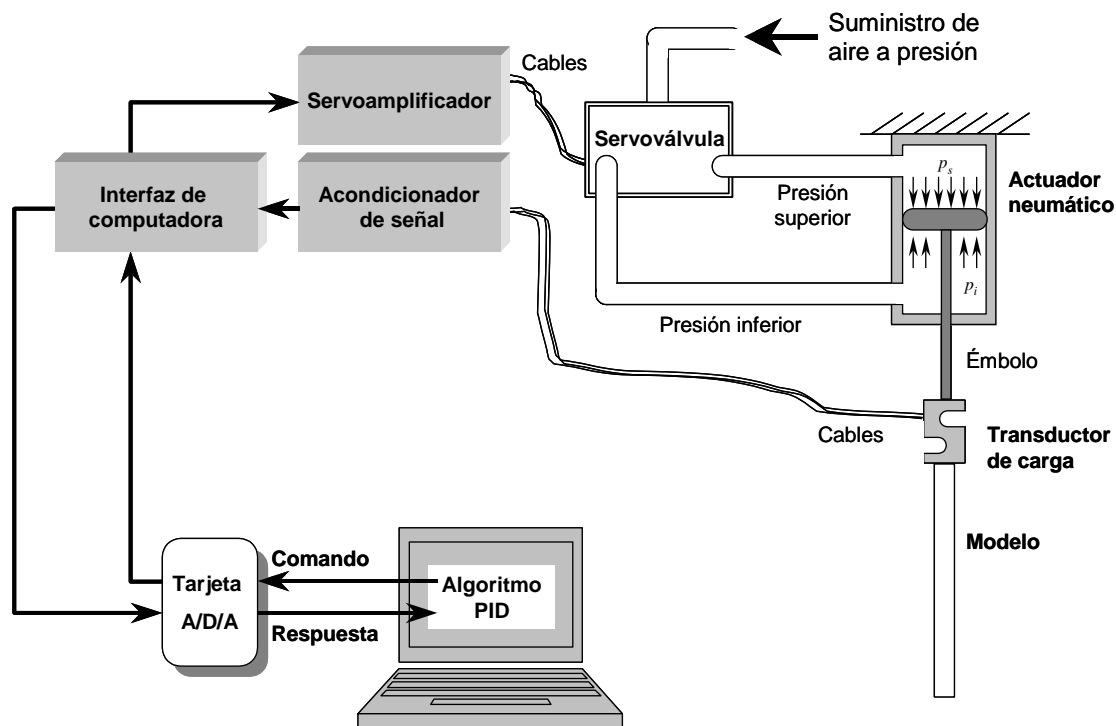 Suministro de
aire a presión
Cables
Servoamplificador
Servoválvula
Interfaz de
computadora
Acondicionador
de señal
Presión
superior
p_s
Actuador
neumático
p_i
Presión inferior
Émbolo
Cables
Transductor
de carga
Modelo
Comando
Tarjeta
A/D/A
Algoritmo
PID
Respuesta